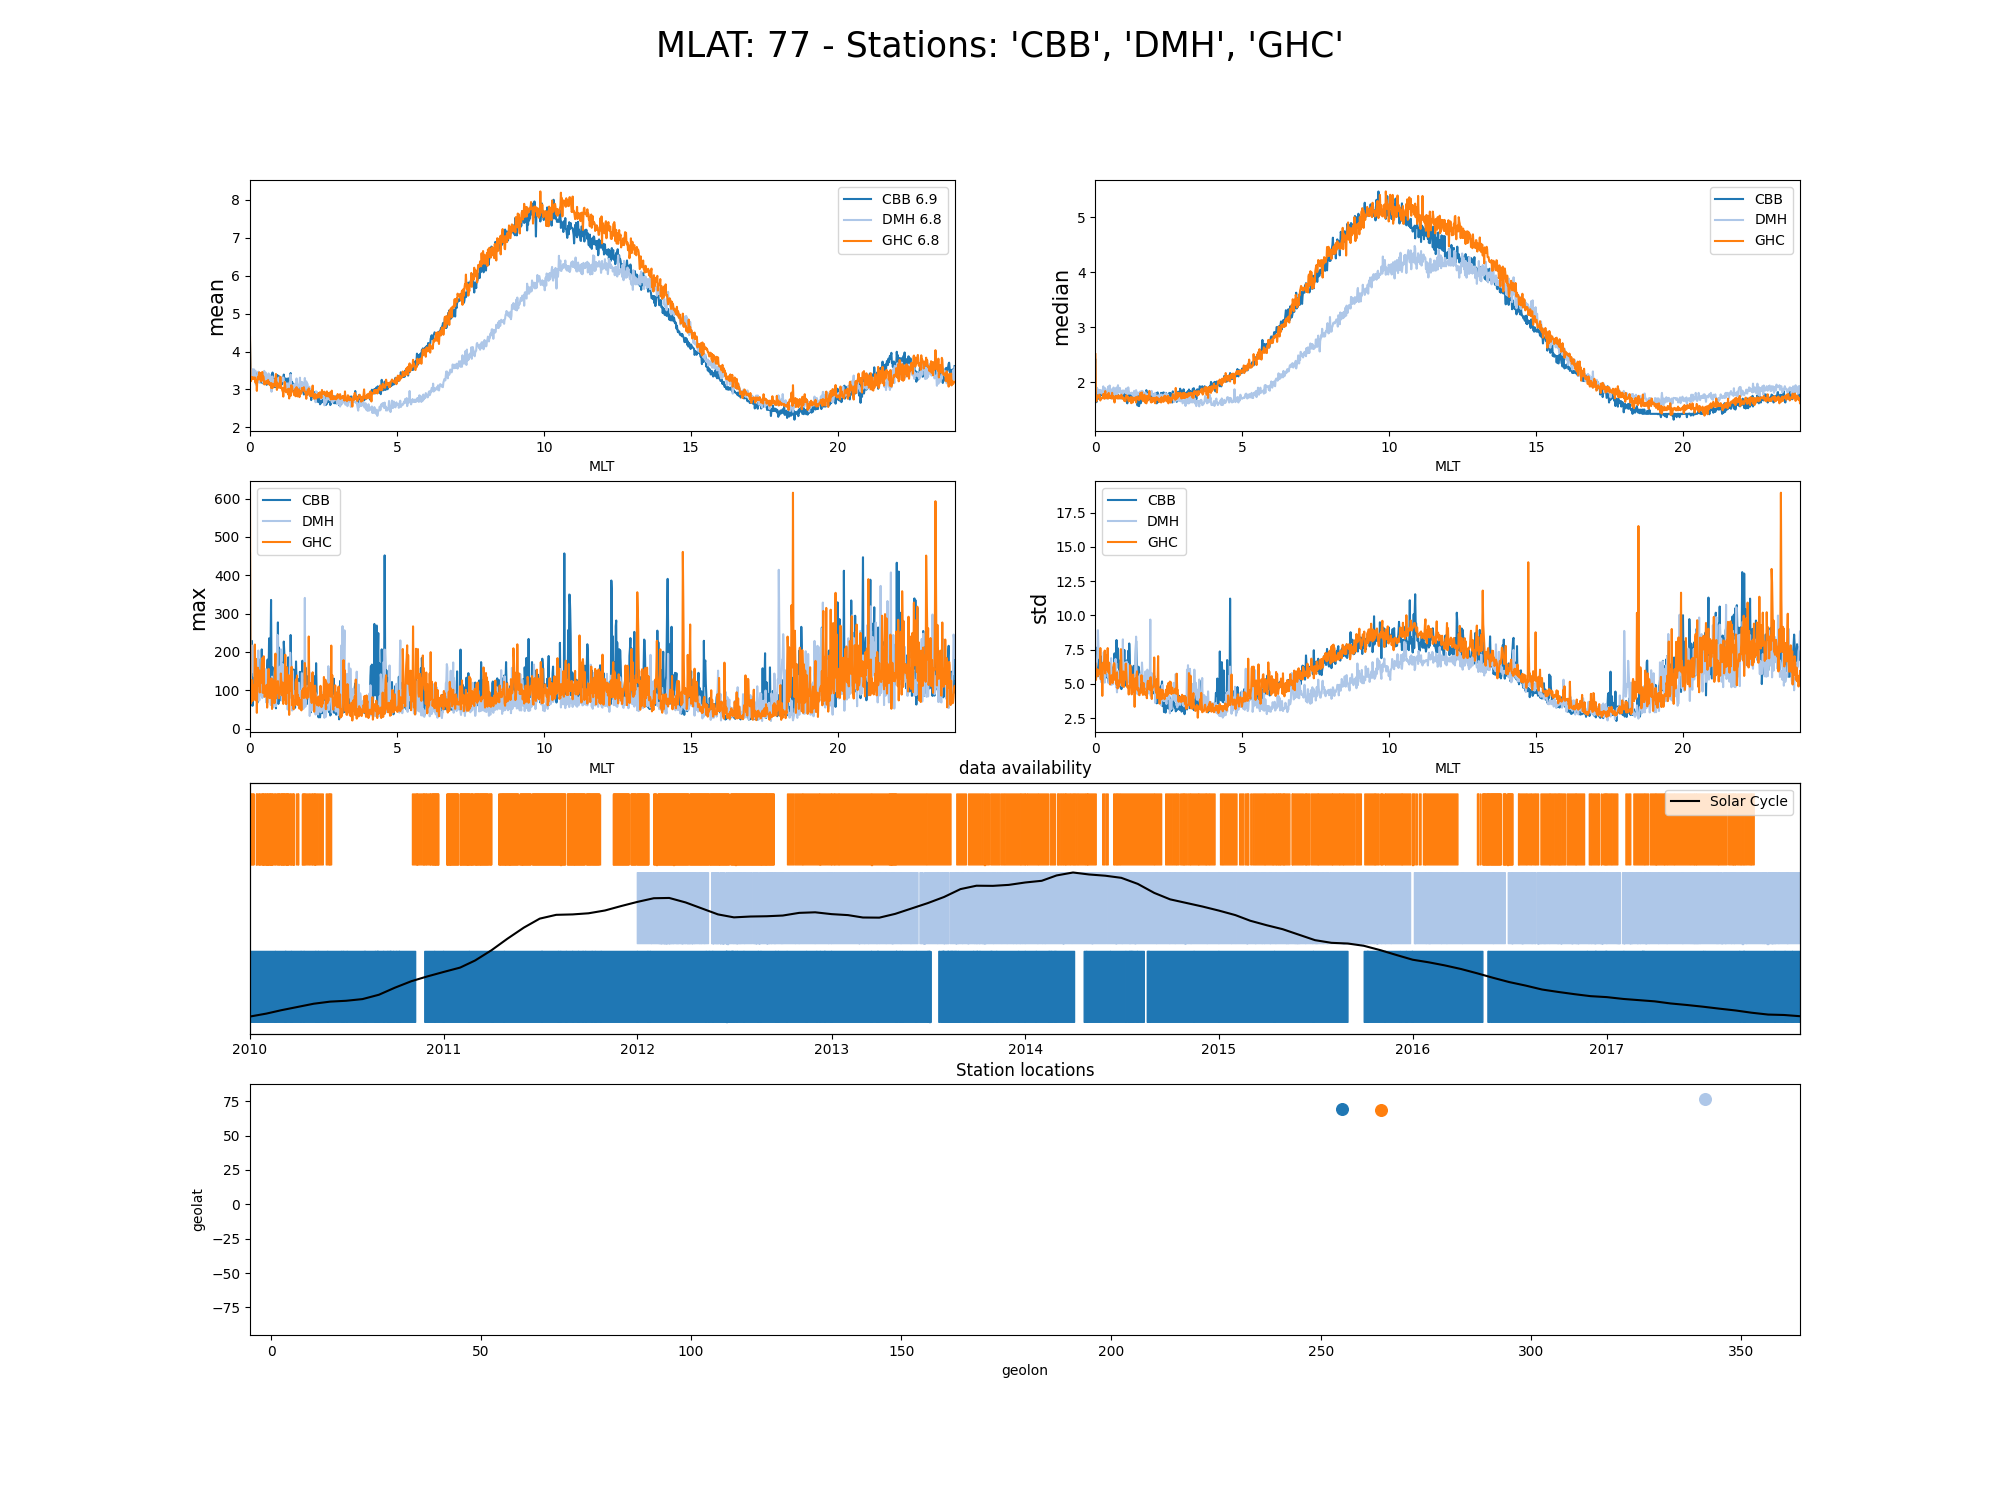 MLAT: 77 - Stations: 'CBB', 'DMH', 'GHC'
mean
8
7
6
5
4
3
2
CBB 6.9
DMH 6.8
GHC 6.8
0 5 10 15 20
MLT
median
5
4
3
2
CBB
DMH
GHC
0 5 10 15 20
MLT
max
600
500
400
300
200
100
0
CBB
DMH
GHC
0 5 10 15 20
MLT
std
17.5
15.0
12.5
10.0
7.5
5.0
2.5
CBB
DMH
GHC
0 5 10 15 20
MLT
data availability
Solar Cycle
2010 2011 2012 2013 2014 2015 2016 2017
Station locations
geolat
75
50
25
0
−25
−50
−75
0 50 100 150 200 250 300 350
geolon